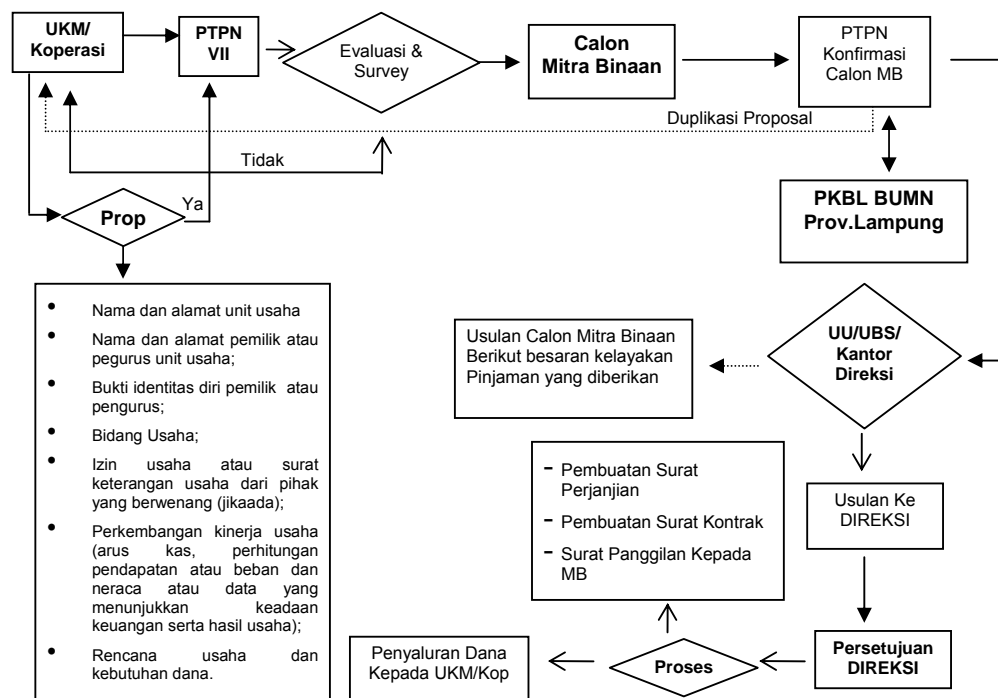 UKM/
Koperasi
PTPN
VII
Evaluasi &
Survey
Calon
Mitra Binaan
PTPN
Konfirmasi
Calon MB
Duplikasi Proposal
Tidak
Ya
Prop
PKBL BUMN
Prov.Lampung
• Nama dan alamat unit usaha
• Nama dan alamat pemilik atau
pegurus unit usaha;
• Bukti identitas diri pemilik atau
pengurus;
• Bidang Usaha;
• Izin usaha atau surat
keterangan usaha dari pihak
yang berwenang (jikaada);
• Perkembangan kinerja usaha
(arus kas, perhitungan
pendapatan atau beban dan
neraca atau data yang
menunjukkan keadaan
keuangan serta hasil usaha);
• Rencana usaha dan
kebutuhan dana.
Usulan Calon Mitra Binaan
Berikut besaran kelayakan
Pinjaman yang diberikan
UU/UBS/
Kantor
Direksi
- Pembuatan Surat
Perjanjian
- Pembuatan Surat Kontrak
- Surat Panggilan Kepada
MB
Usulan Ke
DIREKSI
Persetujuan
DIREKSI
Proses
Penyaluran Dana
Kepada UKM/Kop